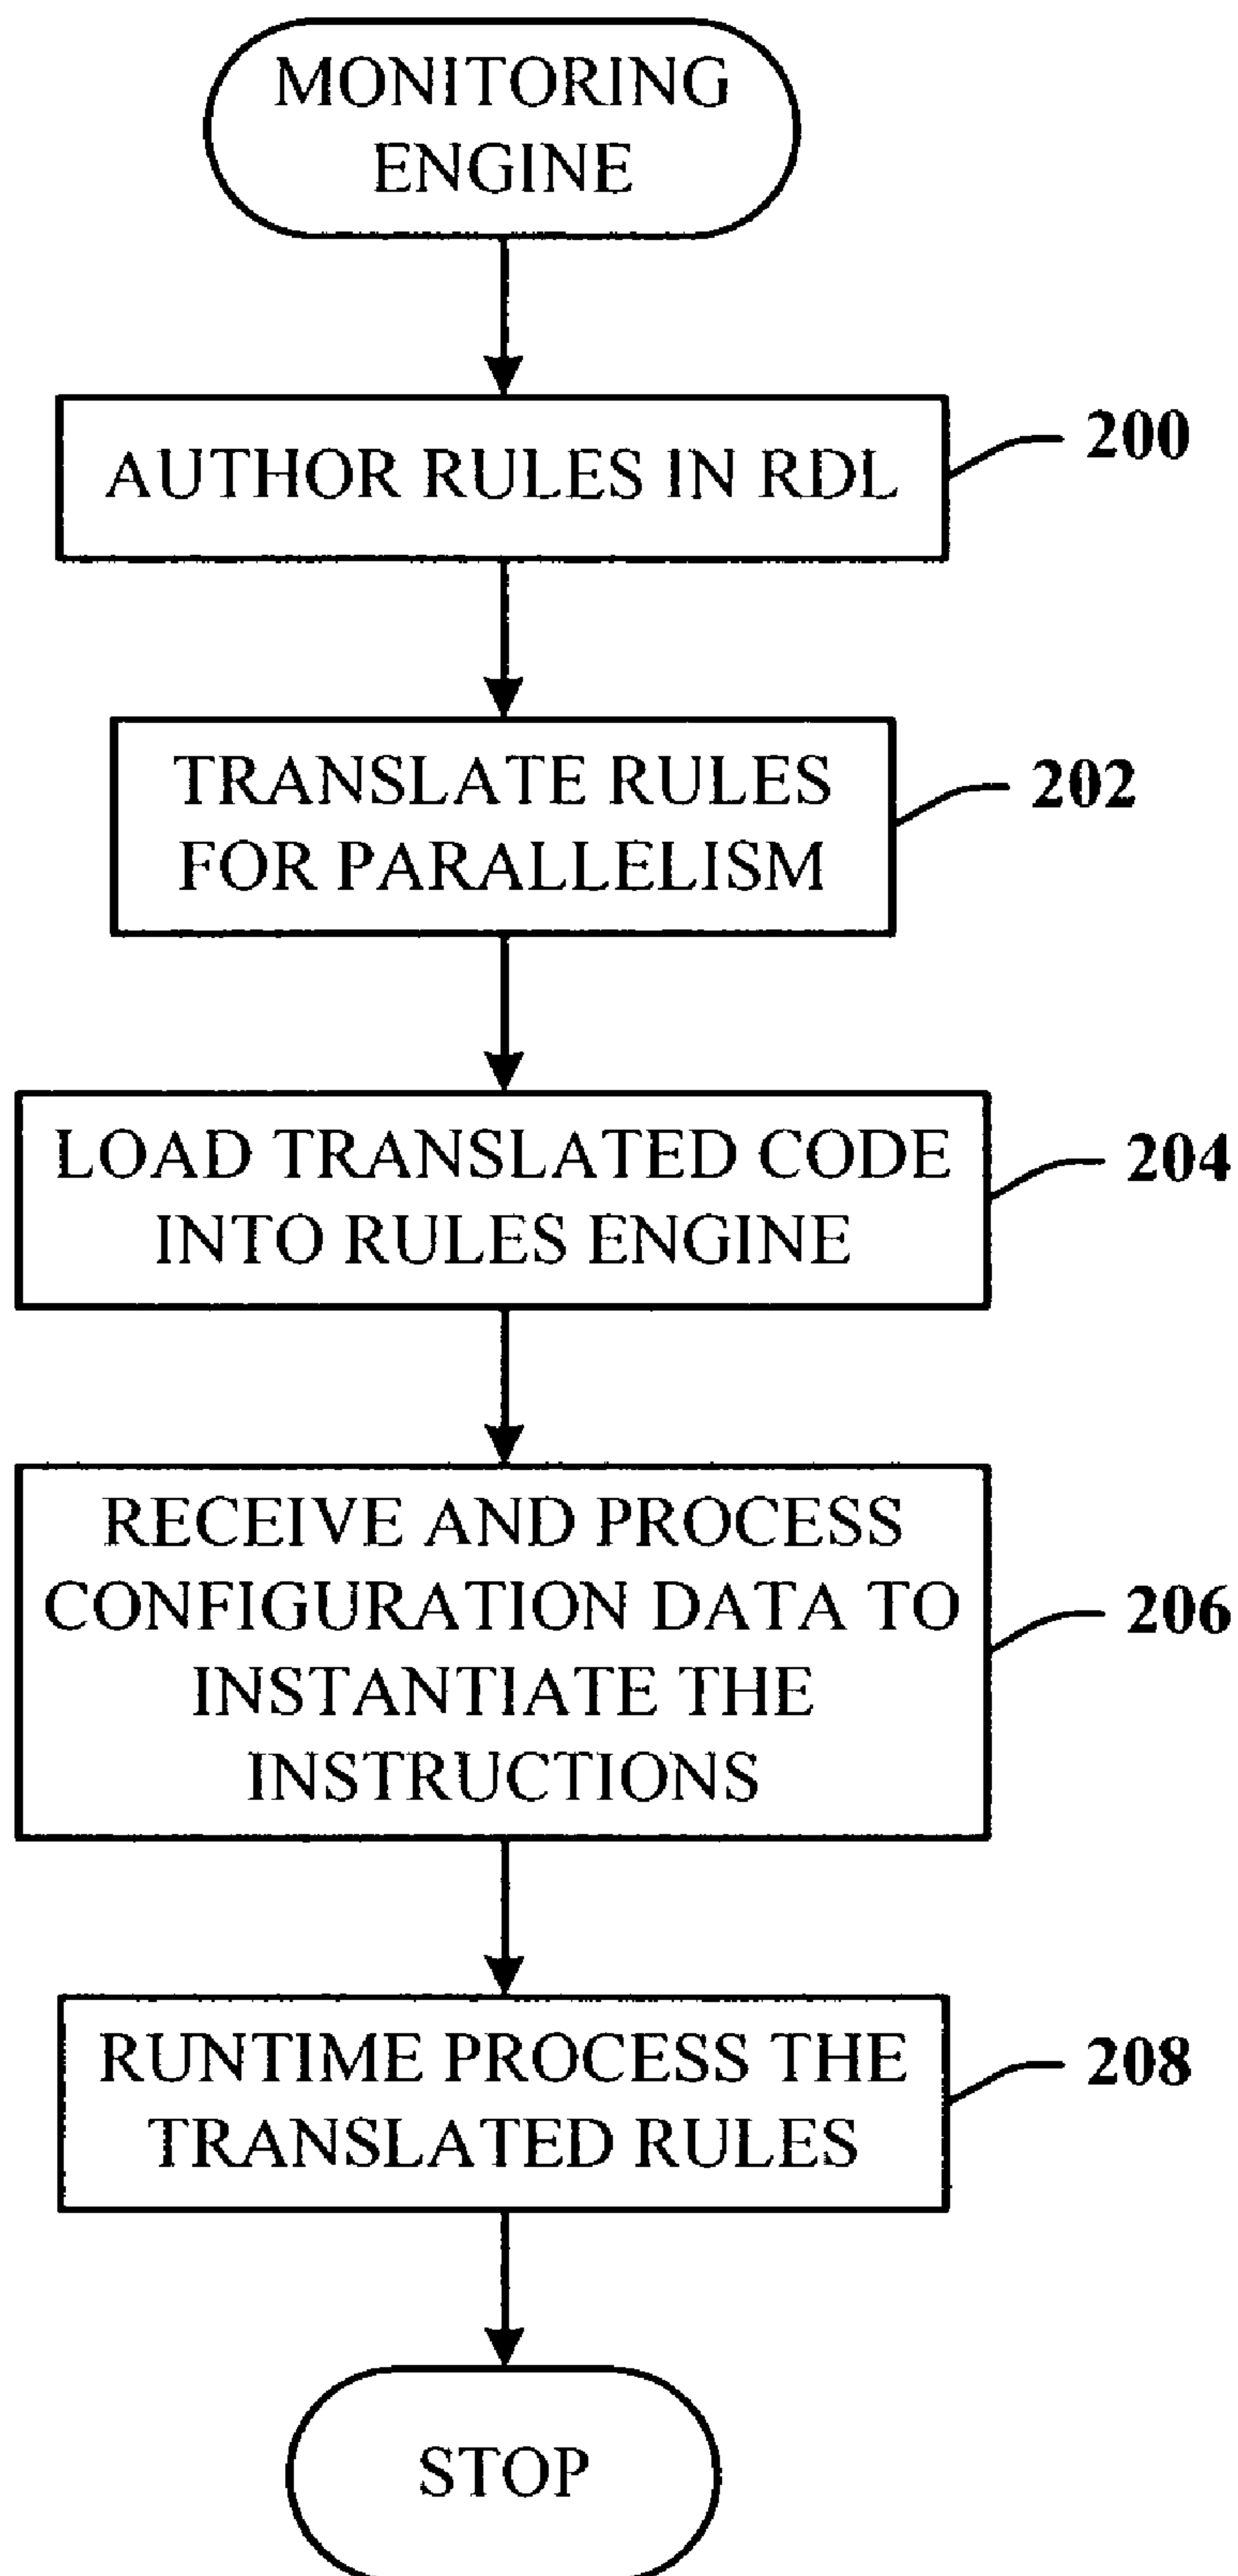 MONITORING
ENGINE
AUTHOR RULES IN RDL
200
TRANSLATE RULES
FOR PARALLELISM
202
LOAD TRANSLATED CODE
INTO RULES ENGINE
204
RECEIVE AND PROCESS
CONFIGURATION DATA TO
INSTANTIATE THE
INSTRUCTIONS
206
RUNTIME PROCESS THE
TRANSLATED RULES
208
STOP